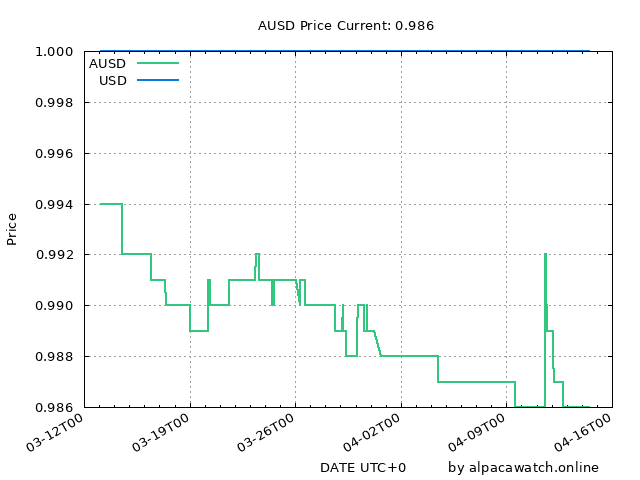 AUSD Price Current: 0.986
1.000
AUSD
USD
0.998
0.996
0.994
Price
0.992
0.990
0.988
0.986
03-12T00
03-19T00
03-26T00
04-02T00
04-09T00
04-16T00
DATE UTC+0
by alpacawatch.online